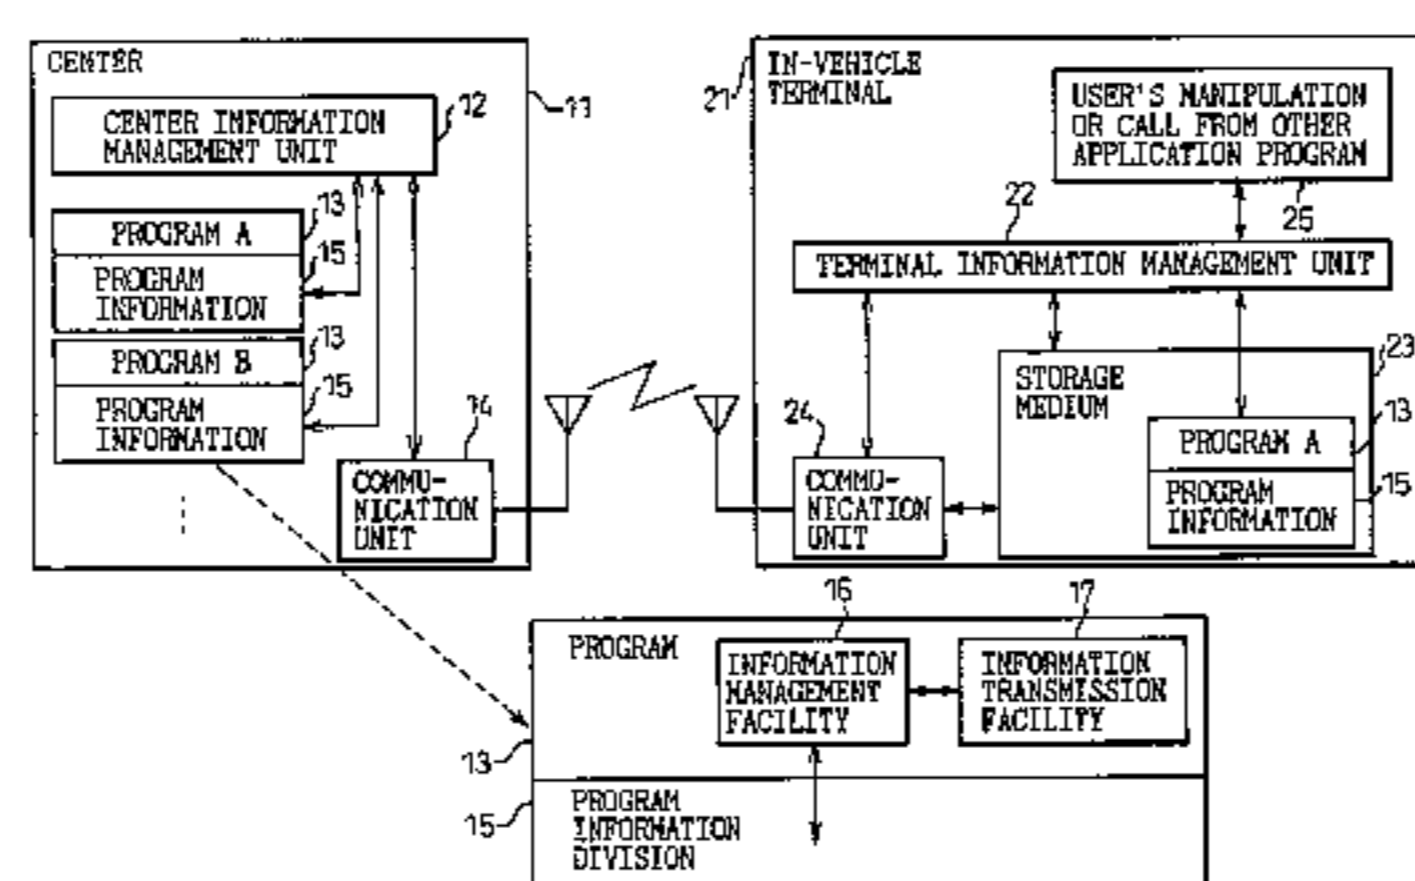 CENTER
12
11
CENTER INFORMATION
MANAGEMENT UNIT
13
PROGRAM A
15
PROGRAM
INFORMATION
13
PROGRAM B
15
PROGRAM
INFORMATION
14
COMMU-
NICATION
UNIT
21
IN-VEHICLE
TERMINAL
USER'S MANIPULATION
OR CALL FROM OTHER
APPLICATION PROGRAM
25
22
TERMINAL INFORMATION MANAGEMENT UNIT
23
STORAGE
MEDIUM
13
PROGRAM A
15
PROGRAM
INFORMATION
24
COMMU-
NICATION
UNIT
16
17
PROGRAM
INFORMATION
MANAGEMENT
FACILITY
INFORMATION
TRANSMISSION
FACILITY
13
15
PROGRAM
INFORMATION
DIVISION